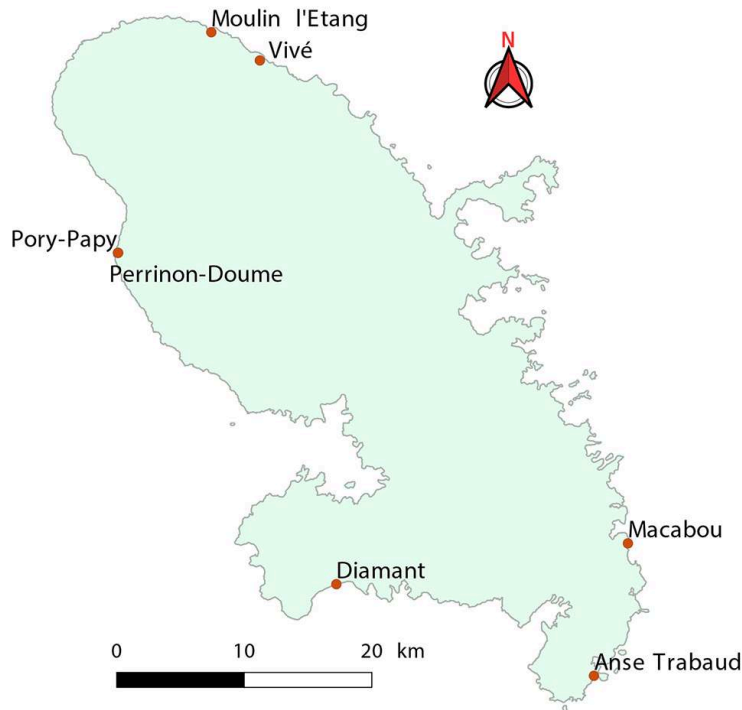 Moulin l'Etang
N
Vivé
Pory-Papy
Perrinon-Doume
Macabou
Diamant
0 10 20 km
Anse Trabaud